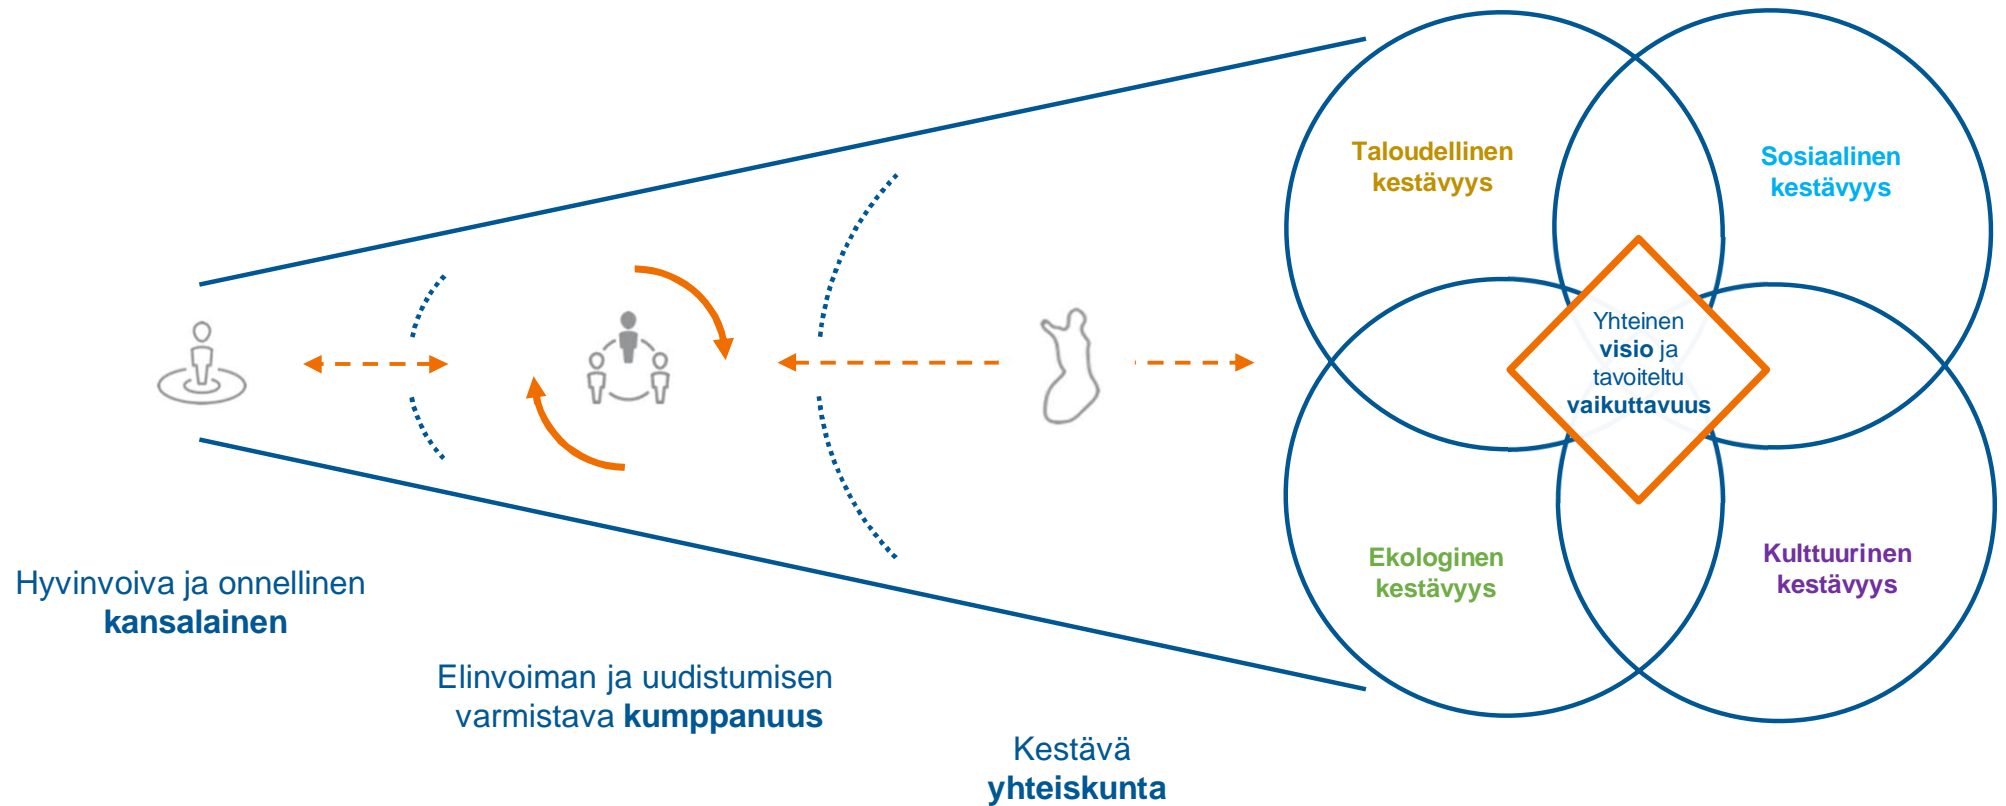 Taloudellinen
kestävyys
Sosiaalinen
kestävyys
Yhteinen
visio ja
tavoiteltu
vaikuttavuus
Ekologinen
kestävyys
Kulttuurinen
kestävyys
Hyvinvoiva ja onnellinen
kansalainen
Elinvoiman ja uudistumisen
varmistava kumppanuus
Kestävä
yhteiskunta